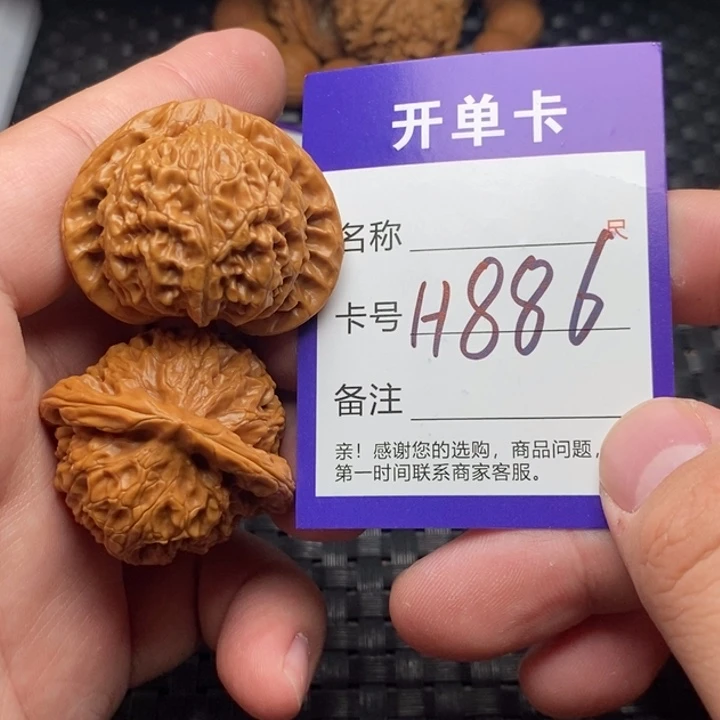 开单卡
名称
尺
卡号 H886
备注
亲！感谢您的选购，商品问题，
第一时间联系商家客服。